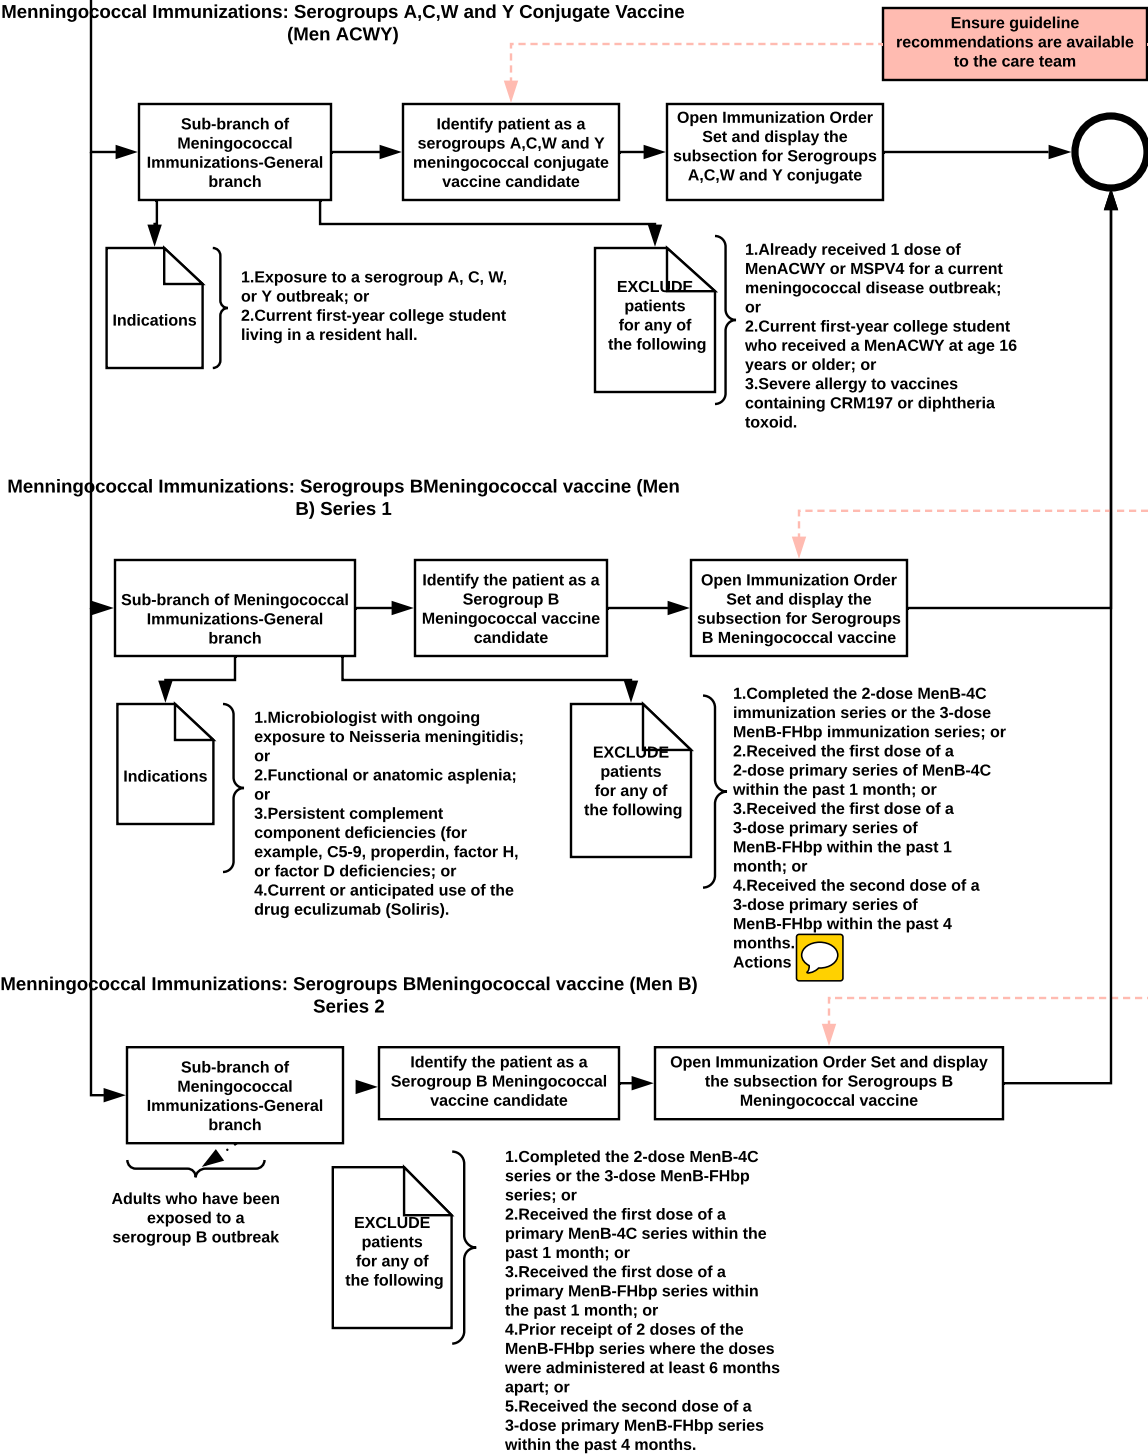 Menningococcal Immunizations: Serogroups A,C,W and Y Conjugate Vaccine
(Men ACWY)
Ensure guideline
recommendations are available
to the care team
Sub-branch of
Meningococcal
Immunizations-General
branch
Identify patient as a
serogroups A,C,W and Y
meningococcal conjugate
vaccine candidate
Open Immunization Order
Set and display the
subsection for Serogroups
A,C,W and Y conjugate
Indications
1.Exposure to a serogroup A, C, W,
or Y outbreak; or
2.Current first-year college student
living in a resident hall.
EXCLUDE
patients
for any of
the following
1.Already received 1 dose of
MenACWY or MSPV4 for a current
meningococcal disease outbreak;
or
2.Current first-year college student
who received a MenACWY at age 16
years or older; or
3.Severe allergy to vaccines
containing CRM197 or diphtheria
toxoid.
Menningococcal Immunizations: Serogroups BMeningococcal vaccine (Men
B) Series 1
Sub-branch of Meningococcal
Immunizations-General
branch
Identify the patient as a
Serogroup B
Meningococcal vaccine
candidate
Open Immunization Order
Set and display the
subsection for Serogroups
B Meningococcal vaccine
Indications
1.Microbiologist with ongoing
exposure to Neisseria meningitidis;
or
2.Functional or anatomic asplenia;
or
3.Persistent complement
component deficiencies (for
example, C5-9, properdin, factor H,
or factor D deficiencies; or
4.Current or anticipated use of the
drug eculizumab (Soliris).
EXCLUDE
patients
for any of
the following
1.Completed the 2-dose MenB-4C
immunization series or the 3-dose
MenB-FHbp immunization series; or
2.Received the first dose of a
2-dose primary series of MenB-4C
within the past 1 month; or
3.Received the first dose of a
3-dose primary series of
MenB-FHbp within the past 1
month; or
4.Received the second dose of a
3-dose primary series of
MenB-FHbp within the past 4
months.
Actions
Menningococcal Immunizations: Serogroups BMeningococcal vaccine (Men B)
Series 2
Sub-branch of
Meningococcal
Immunizations-General
branch
Identify the patient as a
Serogroup B Meningococcal
vaccine candidate
Open Immunization Order Set and display
the subsection for Serogroups B
Meningococcal vaccine
Adults who have been
exposed to a
serogroup B outbreak
EXCLUDE
patients
for any of
the following
1.Completed the 2-dose MenB-4C
series or the 3-dose MenB-FHbp
series; or
2.Received the first dose of a
primary MenB-4C series within the
past 1 month; or
3.Received the first dose of a
primary MenB-FHbp series within
the past 1 month; or
4.Prior receipt of 2 doses of the
MenB-FHbp series where the doses
were administered at least 6 months
apart; or
5.Received the second dose of a
3-dose primary MenB-FHbp series
within the past 4 months.